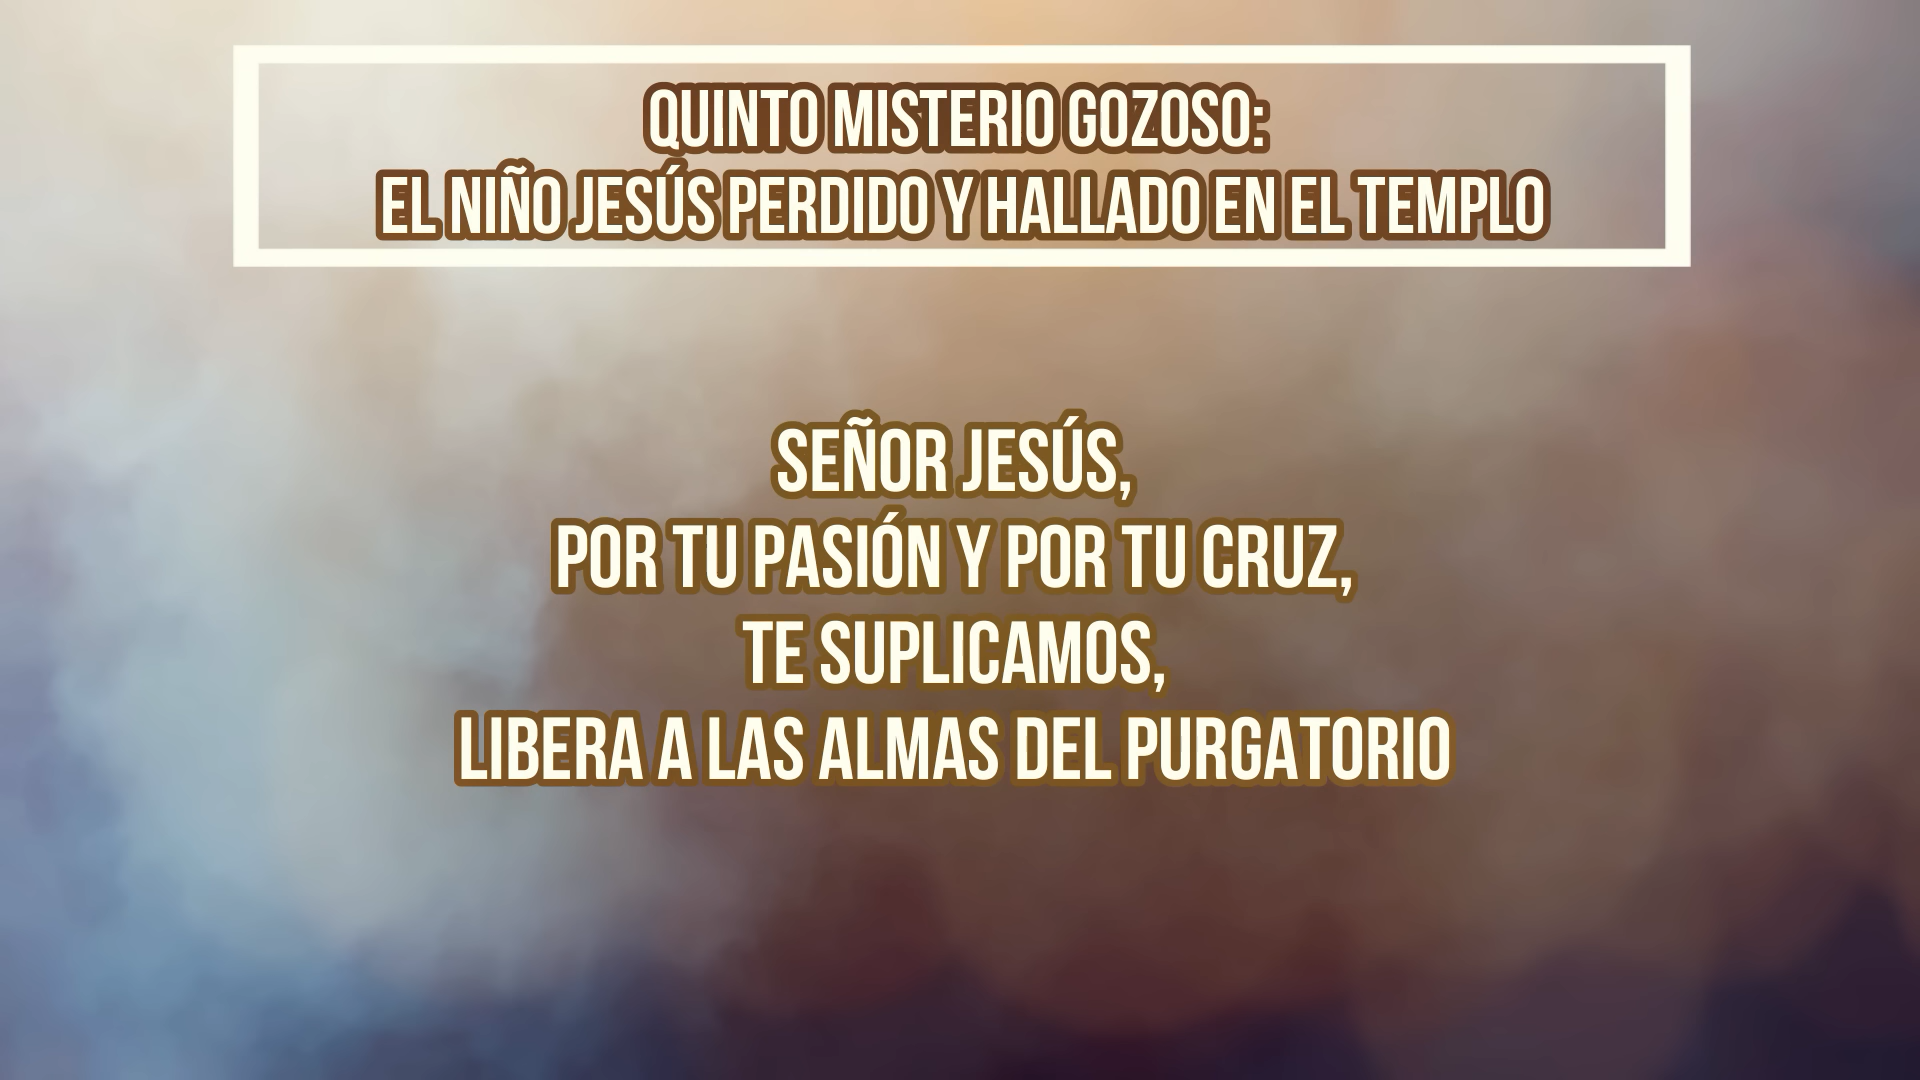 QUINTO MISTERIO GOZOSO:
EL NIÑO JESÚS PERDIDO Y HALLADO EN EL TEMPLO
SEÑOR JESÚS,
POR TU PASIÓN Y POR TU CRUZ,
TE SUPLICAMOS,
LIBERA A LAS ALMAS DEL PURGATORIO